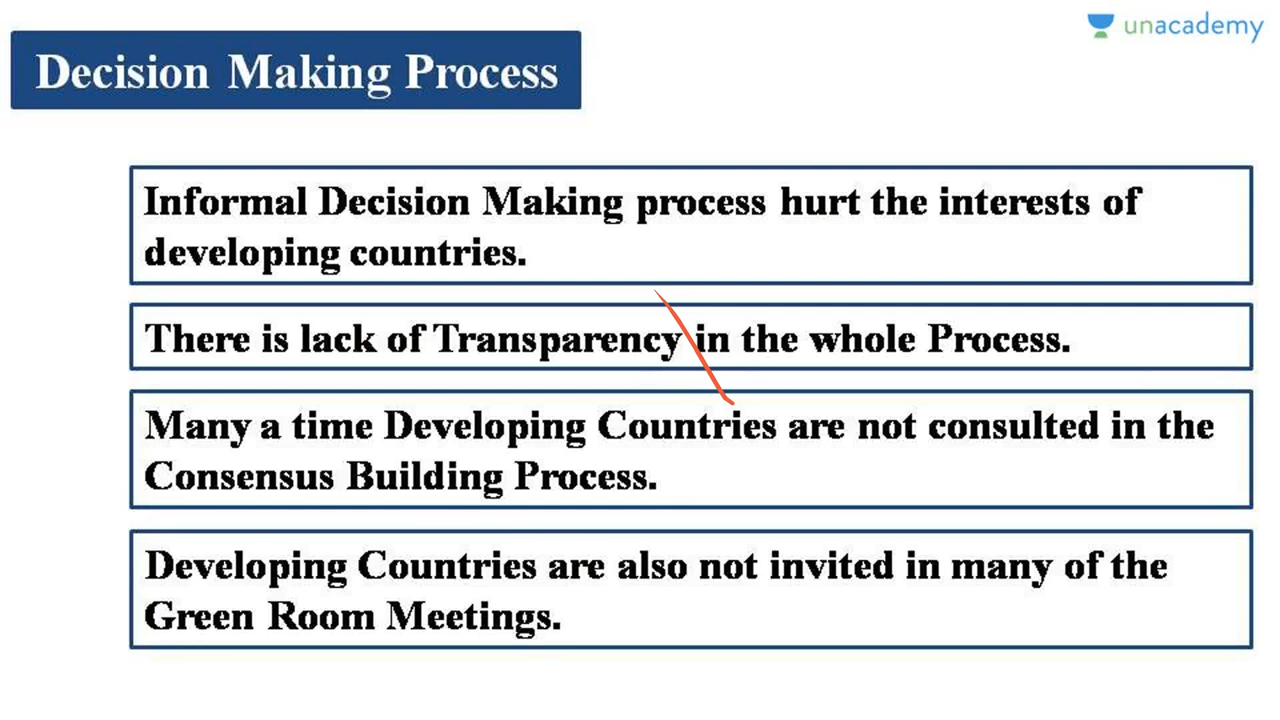 unacademy
Decision Making Process
Informal Decision Making process hurt the interests of
developing countries.
There is lack of Transparency in the whole Process.
Many a time Developing Countries are not consulted in the
Consensus Building Process.
Developing Countries are also not invited in many of the
Green Room Meetings.